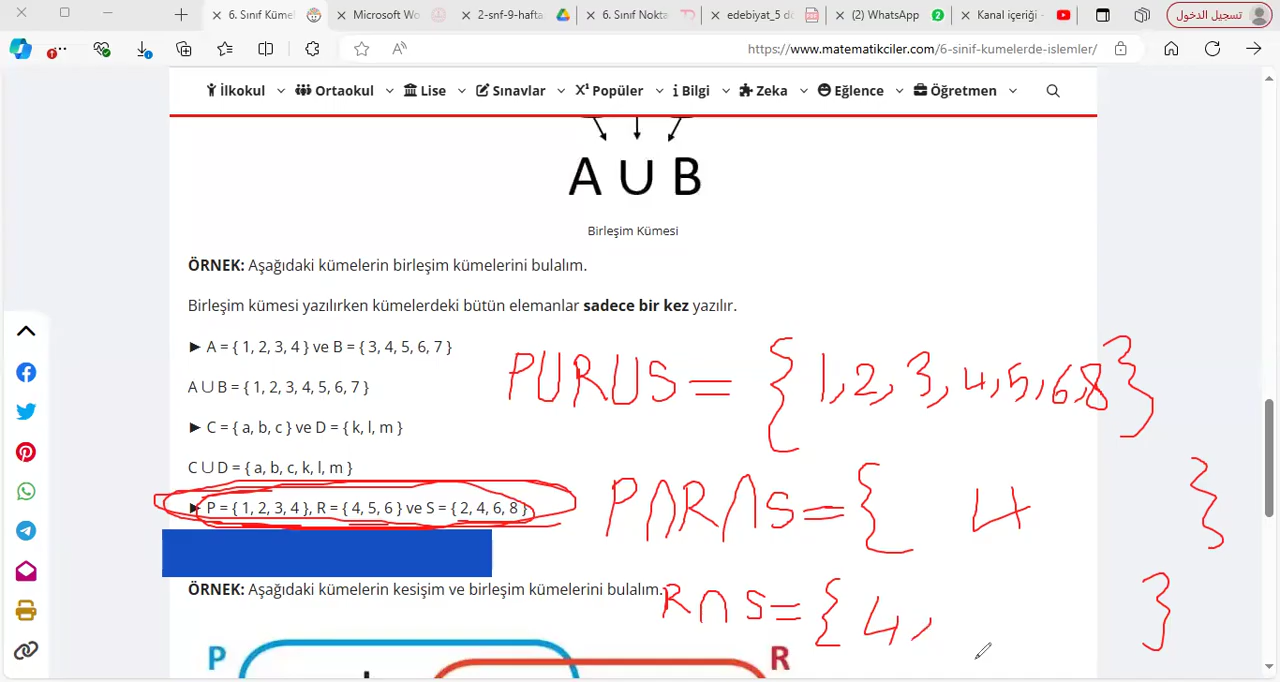 6. Sınıf Kümel
Microsoft Wo
2-snf-9-hafta
6. Sınıf Nokta
edebiyat_5 d
(2) WhatsApp
2
Kanal içeriği -
تسجيل الدخول
https://www.matematikciler.com/6-sinif-kumelerde-islemler/
İlkokul Ortaokul Lise Sınavlar X¹ Popüler Bilgi Zeka Eğlence Öğretmen
A ∪ B
Birleşim Kümesi
ÖRNEK: Aşağıdaki kümelerin birleşim kümelerini bulalım.
Birleşim kümesi yazılırken kümelerdeki bütün elemanlar sadece bir kez yazılır.
► A = { 1, 2, 3, 4 } ve B = { 3, 4, 5, 6, 7 }
PURUS = { 1, 2, 3, 4, 5, 6, 8 }
A ∪ B = { 1, 2, 3, 4, 5, 6, 7 }
► C = { a, b, c } ve D = { k, l, m }
C ∪ D = { a, b, c, k, l, m }
► P = { 1, 2, 3, 4 }, R = { 4, 5, 6 } ve S = { 2, 4, 6, 8 }
P∩R∩S = { 4 }
ÖRNEK: Aşağıdaki kümelerin kesişim ve birleşim kümelerini bulalım.
R∩S = { 4, }
P R